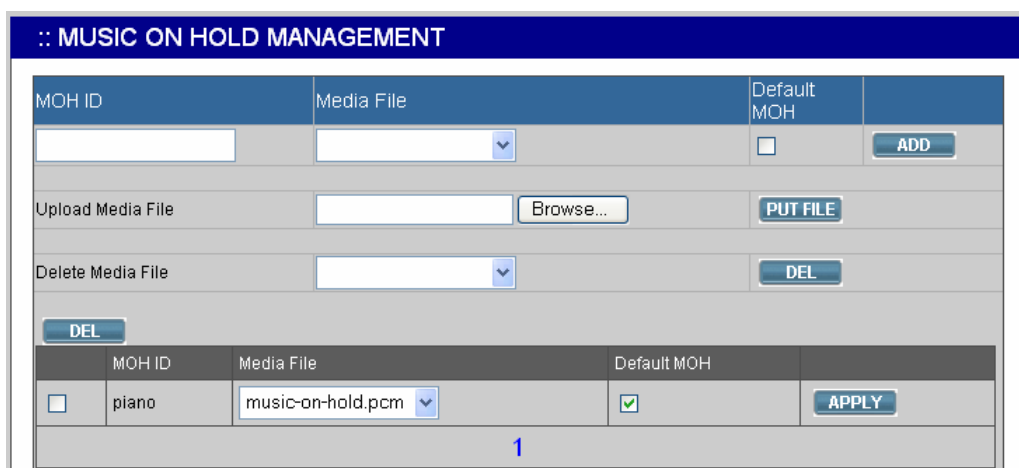 :: MUSIC ON HOLD MANAGEMENT
MOH ID Media File Default MOH
ADD
Upload Media File Browse... PUT FILE
Delete Media File DEL
DEL
MOH ID Media File Default MOH
piano music-on-hold.pcm APPLY
1